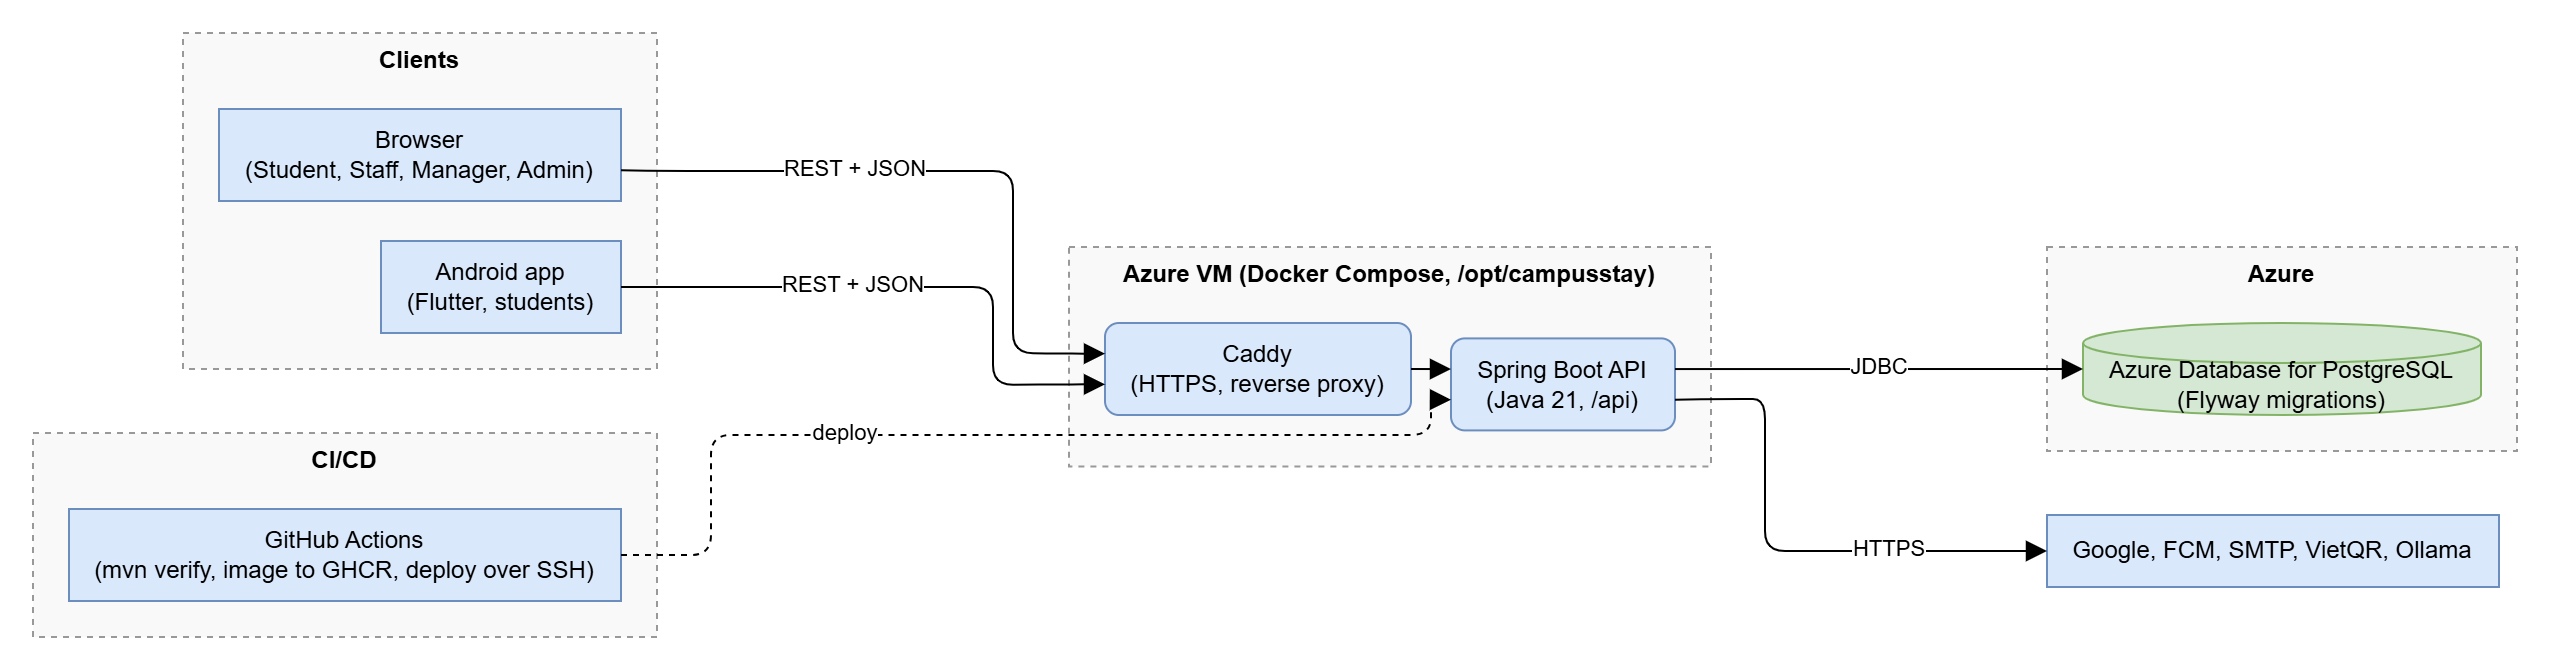 Clients
Browser
(Student, Staff, Manager, Admin)
REST + JSON
Android app
(Flutter, students)
REST + JSON
Azure VM (Docker Compose, /opt/campusstay)
Caddy
(HTTPS, reverse proxy)
Spring Boot API
(Java 21, /api)
JDBC
Azure
Azure Database for PostgreSQL
(Flyway migrations)
deploy
CI/CD
GitHub Actions
(mvn verify, image to GHCR, deploy over SSH)
HTTPS
Google, FCM, SMTP, VietQR, Ollama